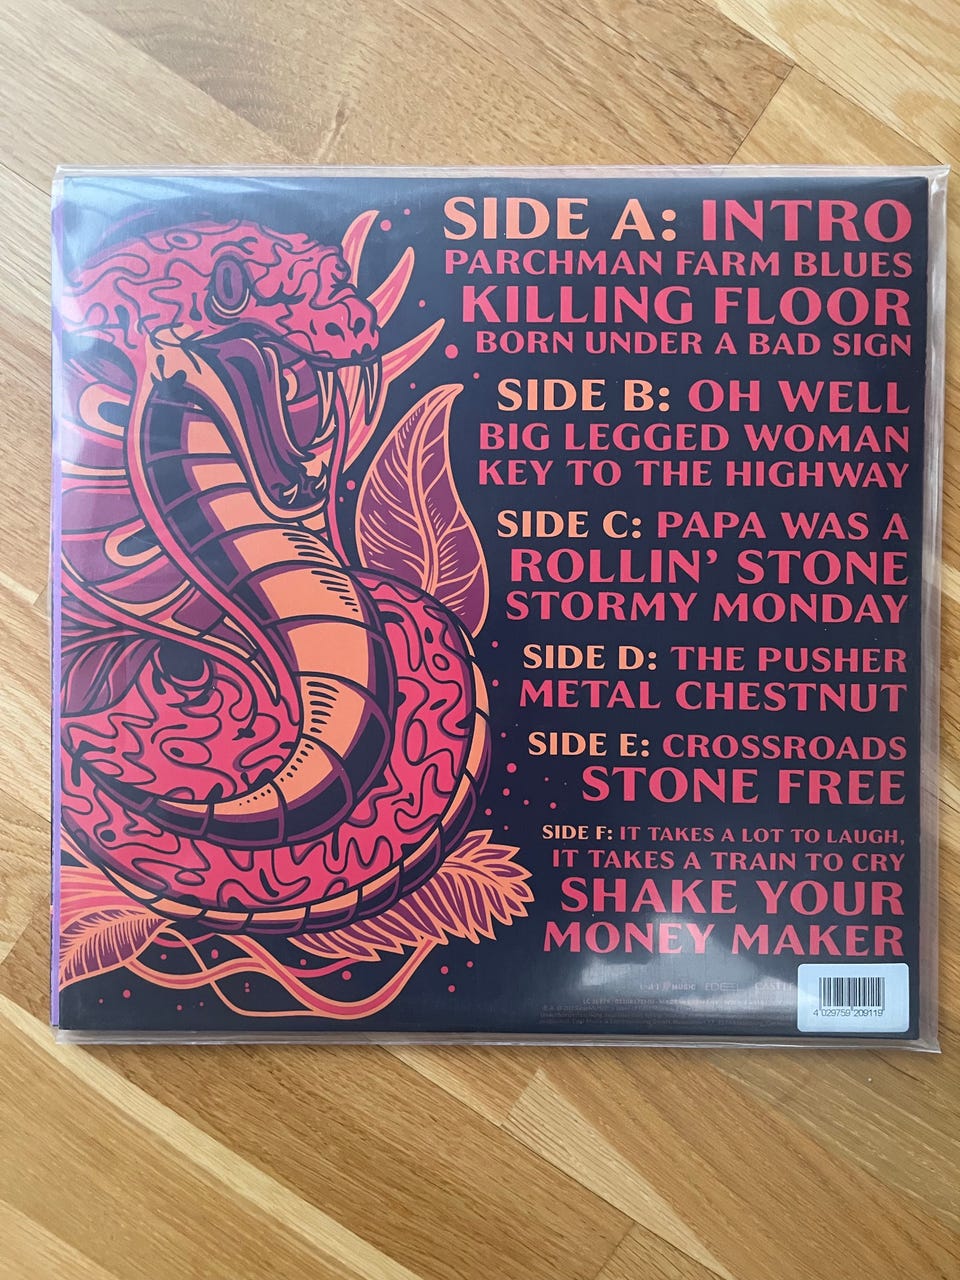 SIDE A: INTRO
PARCHMAN FARM BLUES
KILLING FLOOR
BORN UNDER A BAD SIGN
SIDE B: OH WELL
BIG LEGGED WOMAN
KEY TO THE HIGHWAY
SIDE C: PAPA WAS A
ROLLIN' STONE
STORMY MONDAY
SIDE D: THE PUSHER
METAL CHESTNUT
SIDE E: CROSSROADS
STONE FREE
SIDE F: IT TAKES A LOT TO LAUGH,
IT TAKES A TRAIN TO CRY
SHAKE YOUR
MONEY MAKER
MUSIC
4 029759 209119